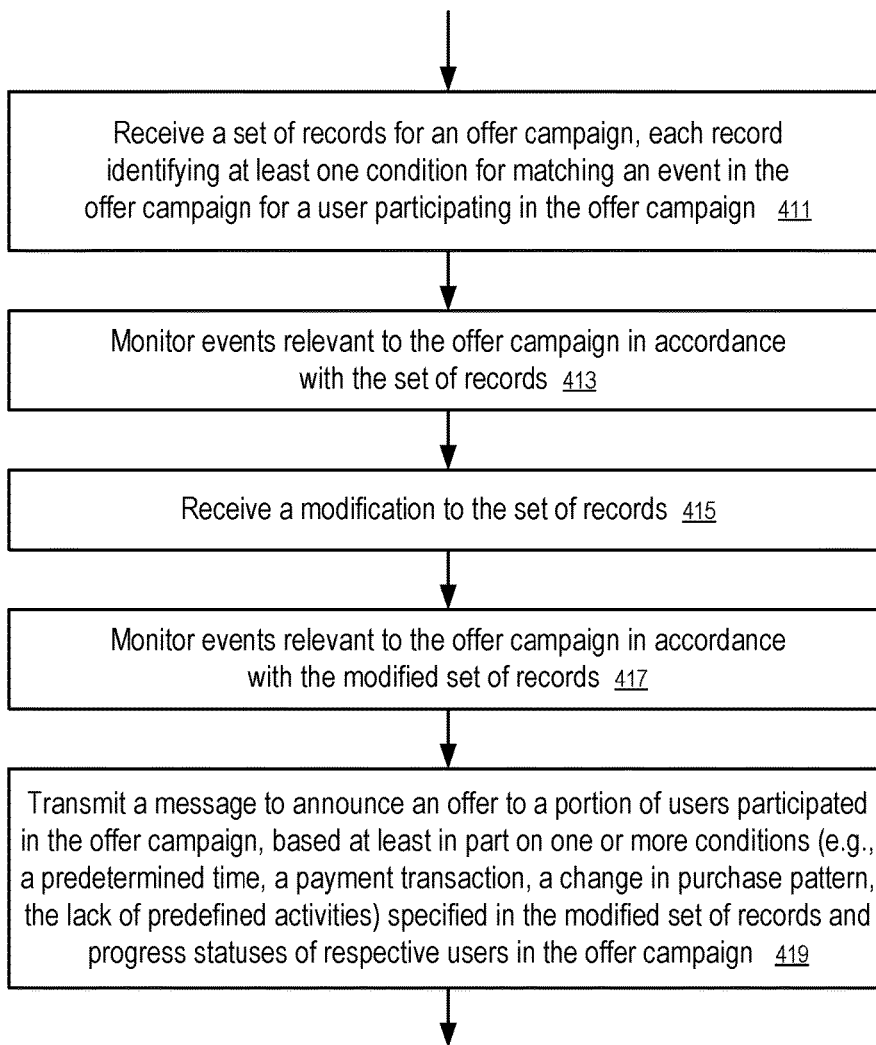 Receive a set of records for an offer campaign, each record
identifying at least one condition for matching an event in the
offer campaign for a user participating in the offer campaign 411
Monitor events relevant to the offer campaign in accordance
with the set of records 413
Receive a modification to the set of records 415
Monitor events relevant to the offer campaign in accordance
with the modified set of records 417
Transmit a message to announce an offer to a portion of users participated
in the offer campaign, based at least in part on one or more conditions (e.g.,
a predetermined time, a payment transaction, a change in purchase pattern,
the lack of predefined activities) specified in the modified set of records and
progress statuses of respective users in the offer campaign 419